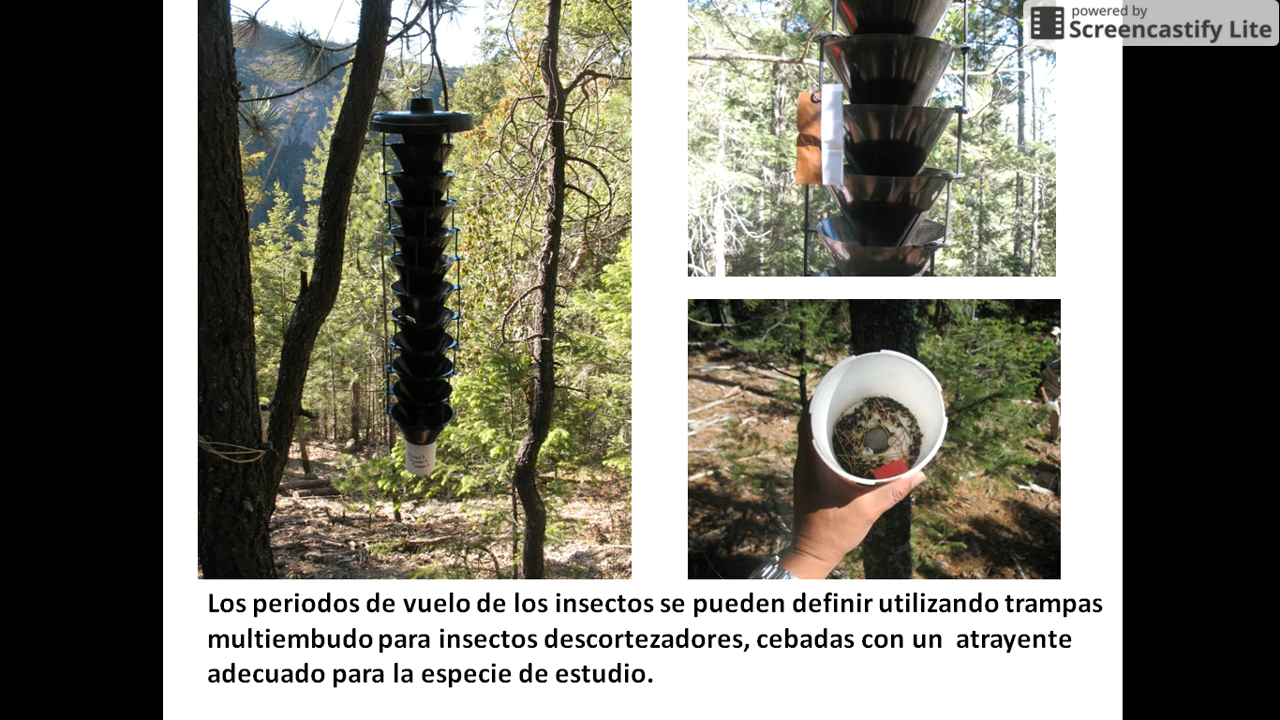 powered by
Screencastify Lite
Los periodos de vuelo de los insectos se pueden definir utilizando trampas
multiembudo para insectos descortezadores, cebadas con un atrayente
adecuado para la especie de estudio.